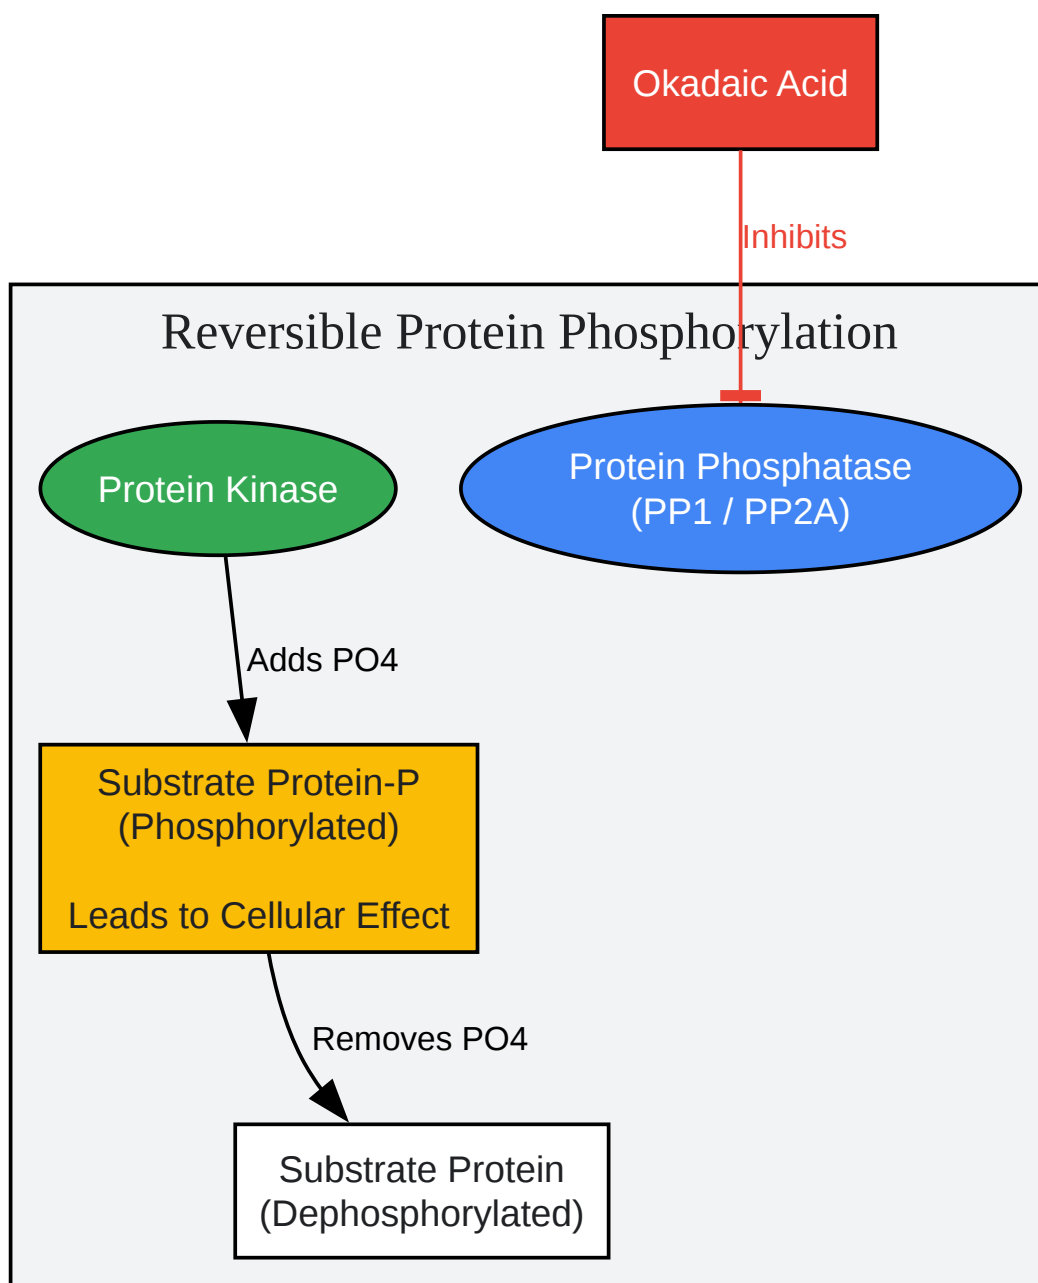 Okadaic Acid
Inhibits
Reversible Protein Phosphorylation
Protein Kinase
Protein Phosphatase
(PP1 / PP2A)
Adds PO4
Substrate Protein-P
(Phosphorylated)
Leads to Cellular Effect
Removes PO4
Substrate Protein
(Dephosphorylated)